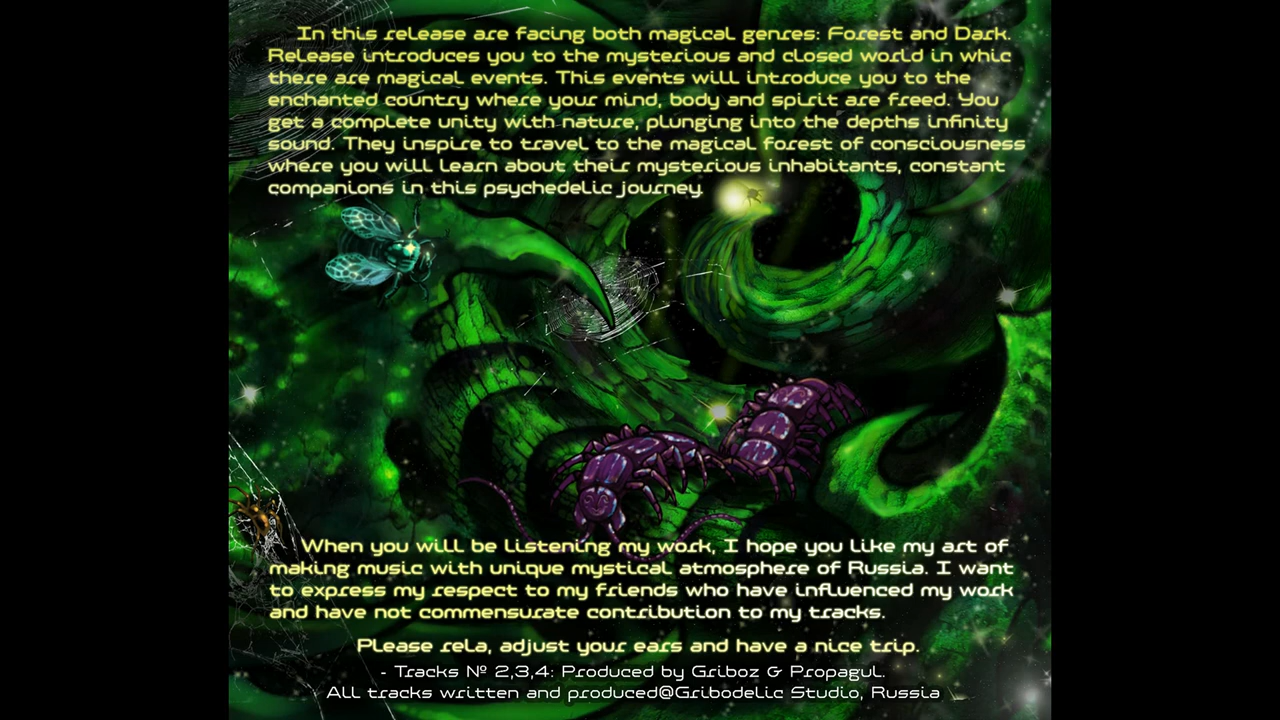 In this release are facing both magical genres: Forest and Dark.
Release introduces you to the mysterious and closed world in whic
there are magical events. This events will introduce you to the
enchanted country where your mind, body and spirit are freed. You
get a complete unity with nature, plunging into the depths infinity
sound. They inspire to travel to the magical forest of consciousness
where you will learn about their mysterious inhabitants, constant
companions in this psychedelic journey.
When you will be listening my work, I hope you like my art of
making music with unique mystical atmosphere of Russia. I want
to express my respect to my friends who have influenced my work
and have not commensurate contribution to my tracks.
Please rela, adjust your ears and have a nice trip.
- Tracks № 2,3,4: Produced by Griboz & Propagul.
All tracks written and produced@Gribodelic Studio, Russia